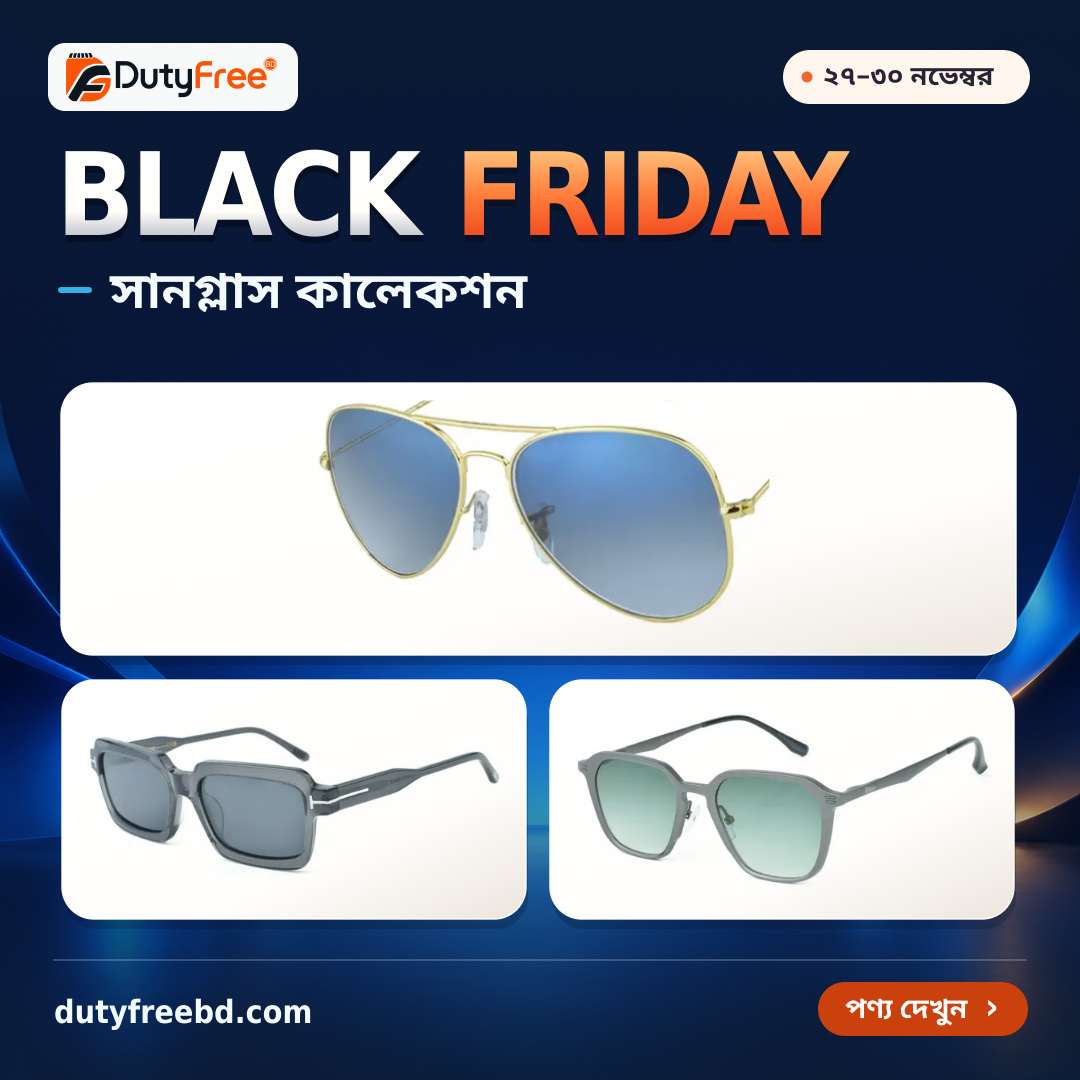 DutyFree BD
২৭–৩০ নভেম্বর
BLACK FRIDAY
সানগ্লাস কালেকশন
dutyfreebd.com
পণ্য দেখুন ›